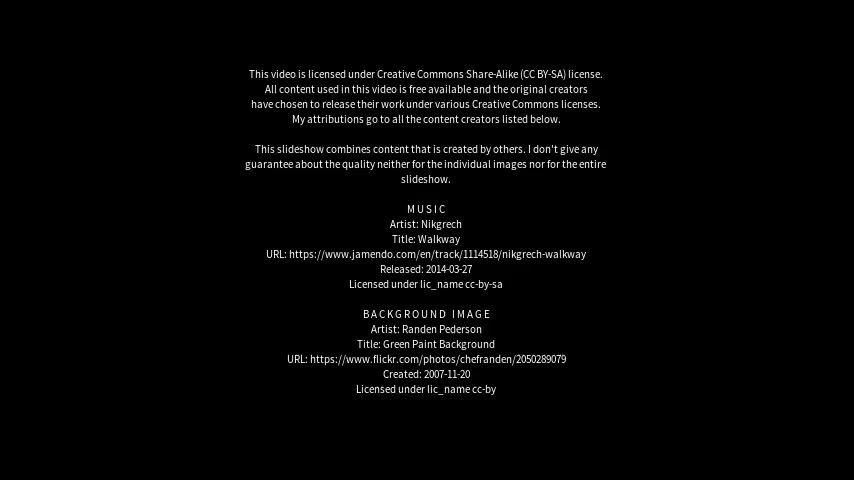 This video is licensed under Creative Commons Share-Alike (CC BY-SA) license.
All content used in this video is free available and the original creators
have chosen to release their work under various Creative Commons licenses.
My attributions go to all the content creators listed below.
This slideshow combines content that is created by others. I don't give any
guarantee about the quality neither for the individual images nor for the entire
slideshow.
MUSIC
Artist: Nikgrech
Title: Walkway
URL: https://www.jamendo.com/en/track/1114518/nikgrech-walkway
Released: 2014-03-27
Licensed under lic_name cc-by-sa
BACKGROUND IMAGE
Artist: Randen Pederson
Title: Green Paint Background
URL: https://www.flickr.com/photos/chefranden/2050289079
Created: 2007-11-20
Licensed under lic_name cc-by